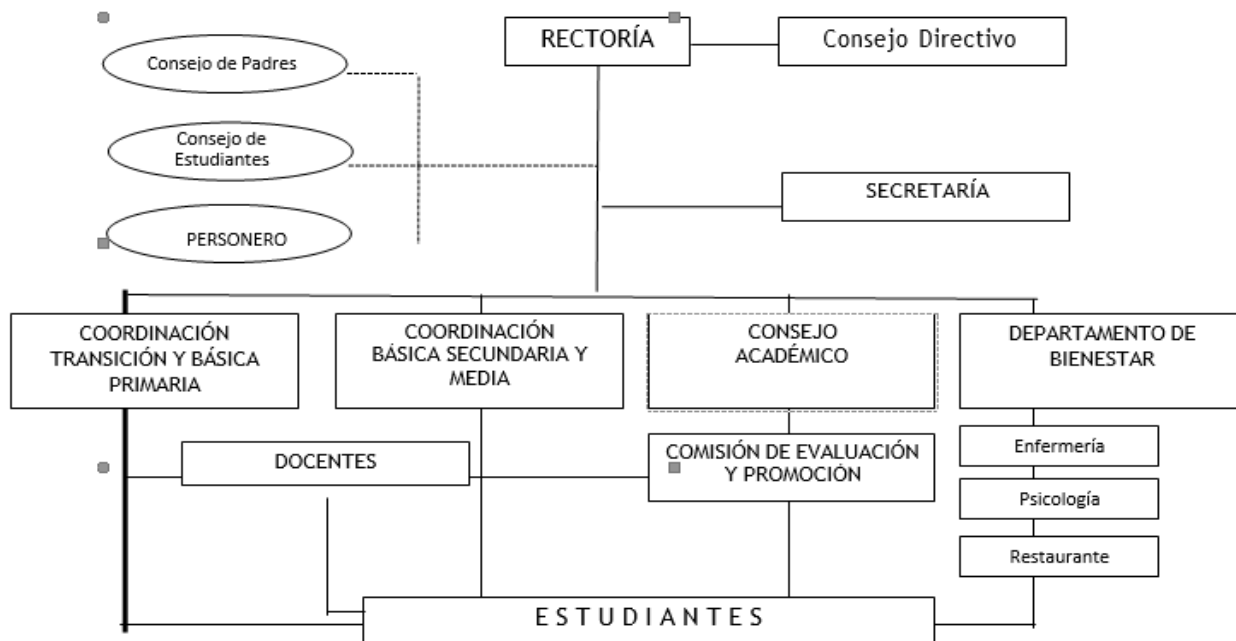 RECTORÍA
Consejo Directivo
Consejo de Padres
Consejo de
Estudiantes
SECRETARÍA
PERSONERO
COORDINACIÓN
TRANSICIÓN Y BÁSICA
PRIMARIA
COORDINACIÓN
BÁSICA SECUNDARIA Y
MEDIA
CONSEJO
ACADÉMICO
DEPARTAMENTO DE
BIENESTAR
DOCENTES
COMISIÓN DE EVALUACIÓN
Y PROMOCIÓN
Enfermería
Psicología
Restaurante
ESTUDIANTES